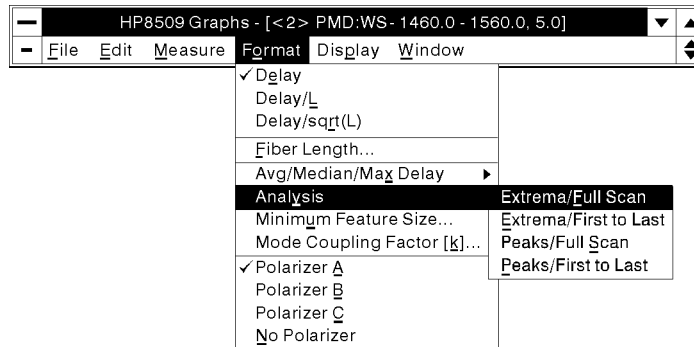 HP8509 Graphs - [<2> PMD:WS- 1460.0 - 1560.0, 5.0]
File Edit Measure Format Display Window
✓Delay
Delay/L
Delay/sqrt(L)
Fiber Length...
Avg/Median/Max Delay
Analysis
Extrema/Full Scan
Extrema/First to Last
Peaks/Full Scan
Peaks/First to Last
Minimum Feature Size...
Mode Coupling Factor [k]...
✓Polarizer A
Polarizer B
Polarizer C
No Polarizer